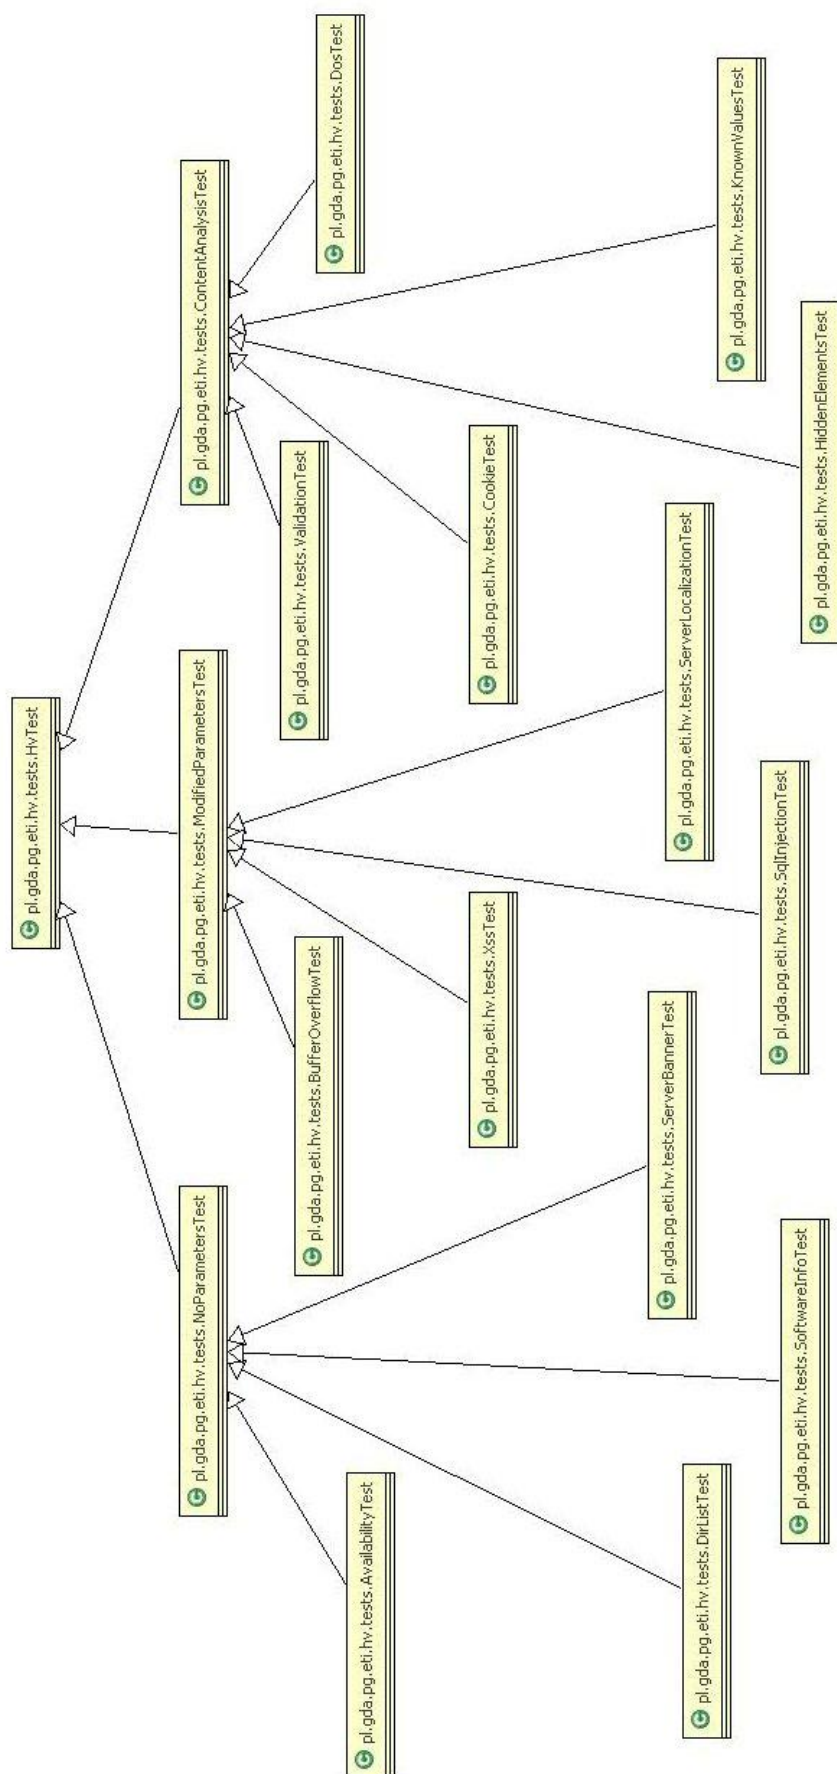 pl.gda.pg.eti.hv.tests.HvTest
pl.gda.pg.eti.hv.tests.NoParametersTest
pl.gda.pg.eti.hv.tests.ModifiedParametersTest
pl.gda.pg.eti.hv.tests.ContentAnalysisTest
pl.gda.pg.eti.hv.tests.AvailabilityTest
pl.gda.pg.eti.hv.tests.BufferOverflowTest
pl.gda.pg.eti.hv.tests.ValidationTest
pl.gda.pg.eti.hv.tests.DosTest
pl.gda.pg.eti.hv.tests.XssTest
pl.gda.pg.eti.hv.tests.CookieTest
pl.gda.pg.eti.hv.tests.DirListTest
pl.gda.pg.eti.hv.tests.ServerBannerTest
pl.gda.pg.eti.hv.tests.ServerLocalizationTest
pl.gda.pg.eti.hv.tests.KnownValuesTest
pl.gda.pg.eti.hv.tests.SoftwareInfoTest
pl.gda.pg.eti.hv.tests.SqlInjectionTest
pl.gda.pg.eti.hv.tests.HiddenElementsTest